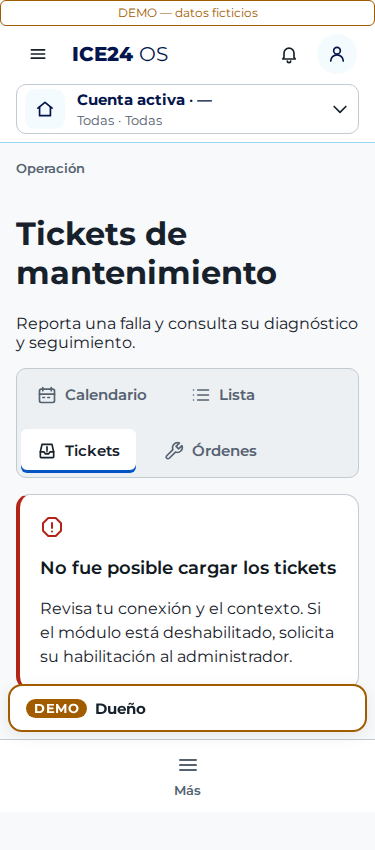 DEMO — datos ficticios
ICE24 OS
Cuenta activa · —
Todas · Todas
Operación
Tickets de
mantenimiento
Reporta una falla y consulta su diagnóstico
y seguimiento.
Calendario
Lista
Tickets
Órdenes
No fue posible cargar los tickets
Revisa tu conexión y el contexto. Si
el módulo está deshabilitado, solicita
su habilitación al administrador.
DEMO Dueño
Más